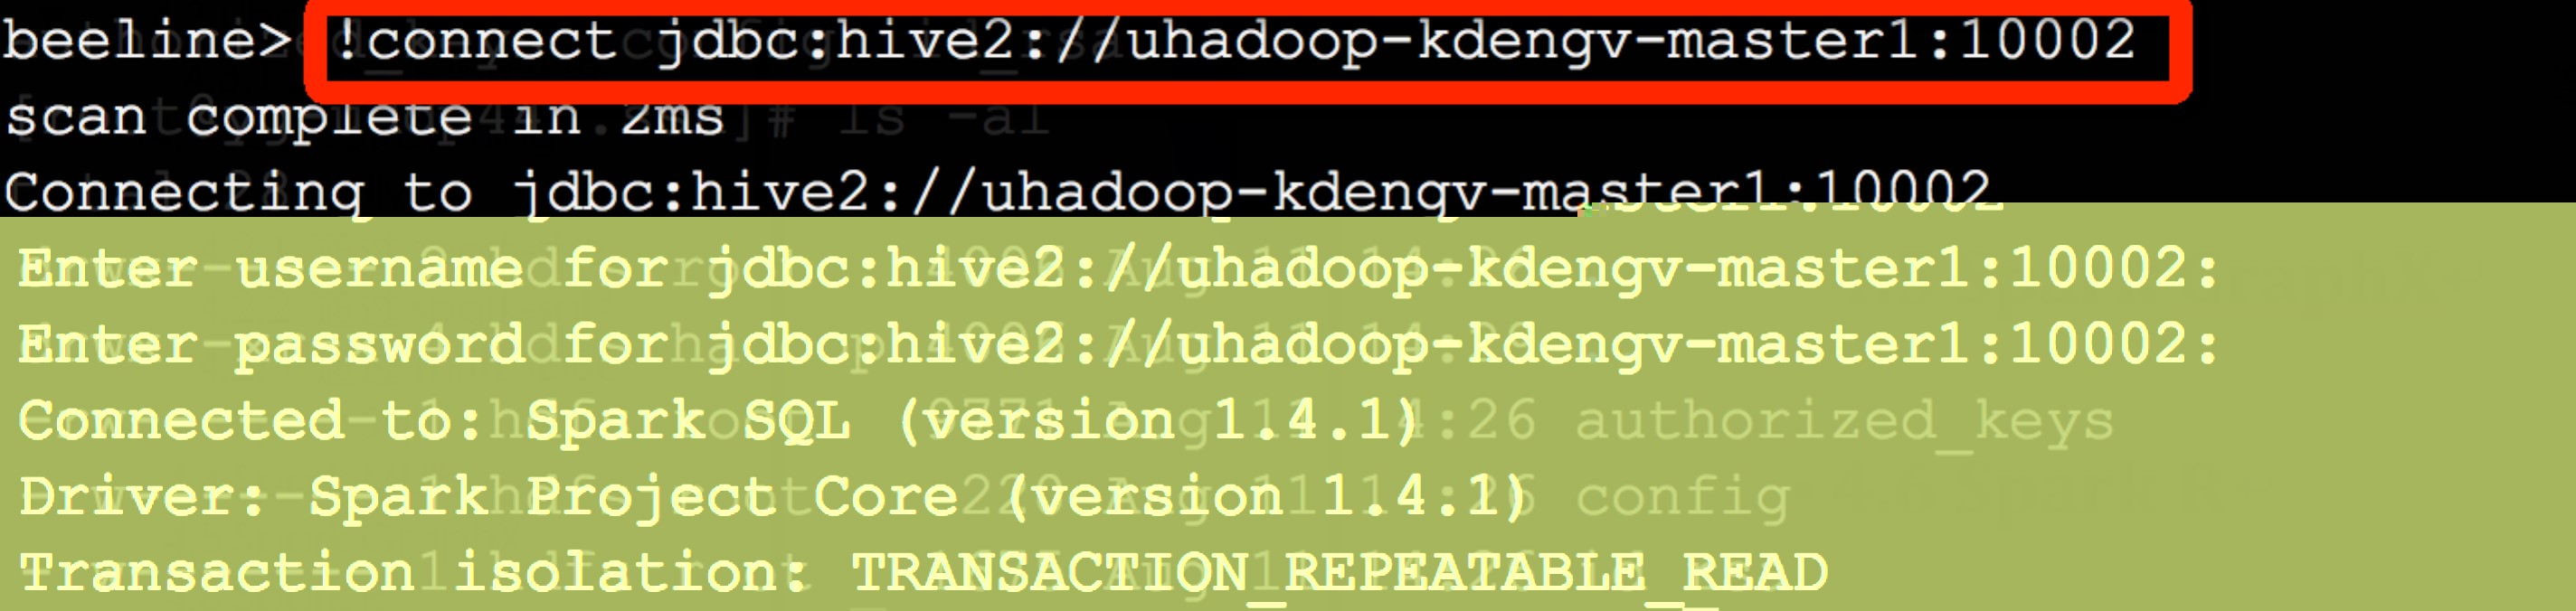 beeline> !connect jdbc:hive2://uhadoop-kdengv-master1:10002
scan complete in 2ms
Connecting to jdbc:hive2://uhadoop-kdengv-master1:10002
Enter username for jdbc:hive2://uhadoop-kdengv-master1:10002:
Enter password for jdbc:hive2://uhadoop-kdengv-master1:10002:
Connected to: Spark SQL (version 1.4.1)
Driver: Spark Project Core (version 1.4.1)
Transaction isolation: TRANSACTION_REPEATABLE_READ